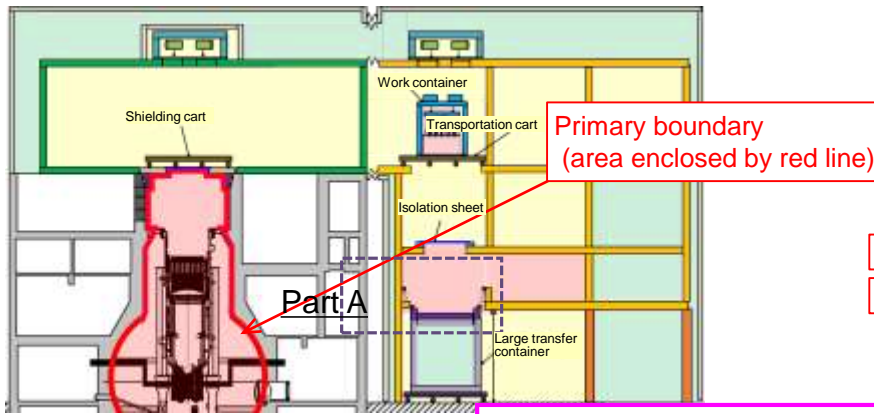 Work container
Shielding cart
Transportation cart
Primary boundary
(area enclosed by red line)
Isolation sheet
Part A
Large transfer
container